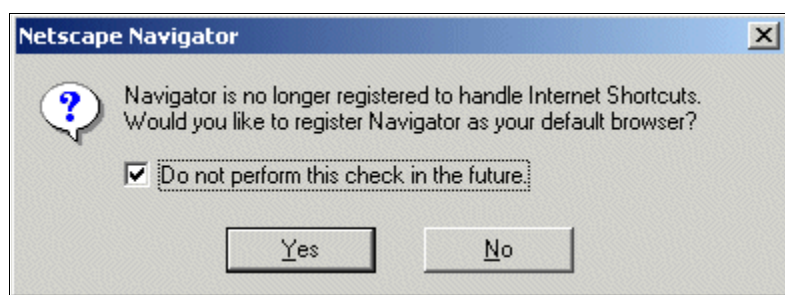 Netscape Navigator
Navigator is no longer registered to handle Internet Shortcuts.
Would you like to register Navigator as your default browser?
Do not perform this check in the future.
Yes
No